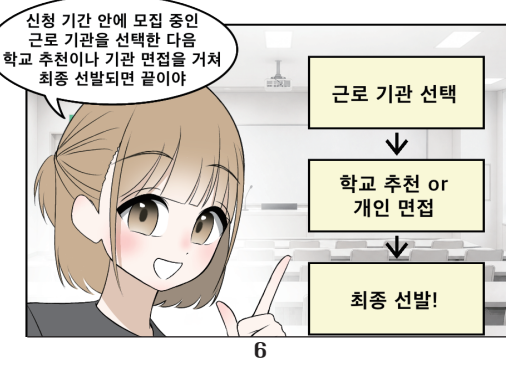 신청 기간 안에 모집 중인
근로 기관을 선택한 다음
학교 추천이나 기관 면접을 거쳐
최종 선발되면 끝이야
근로 기관 선택
학교 추천 or
개인 면접
최종 선발!
6